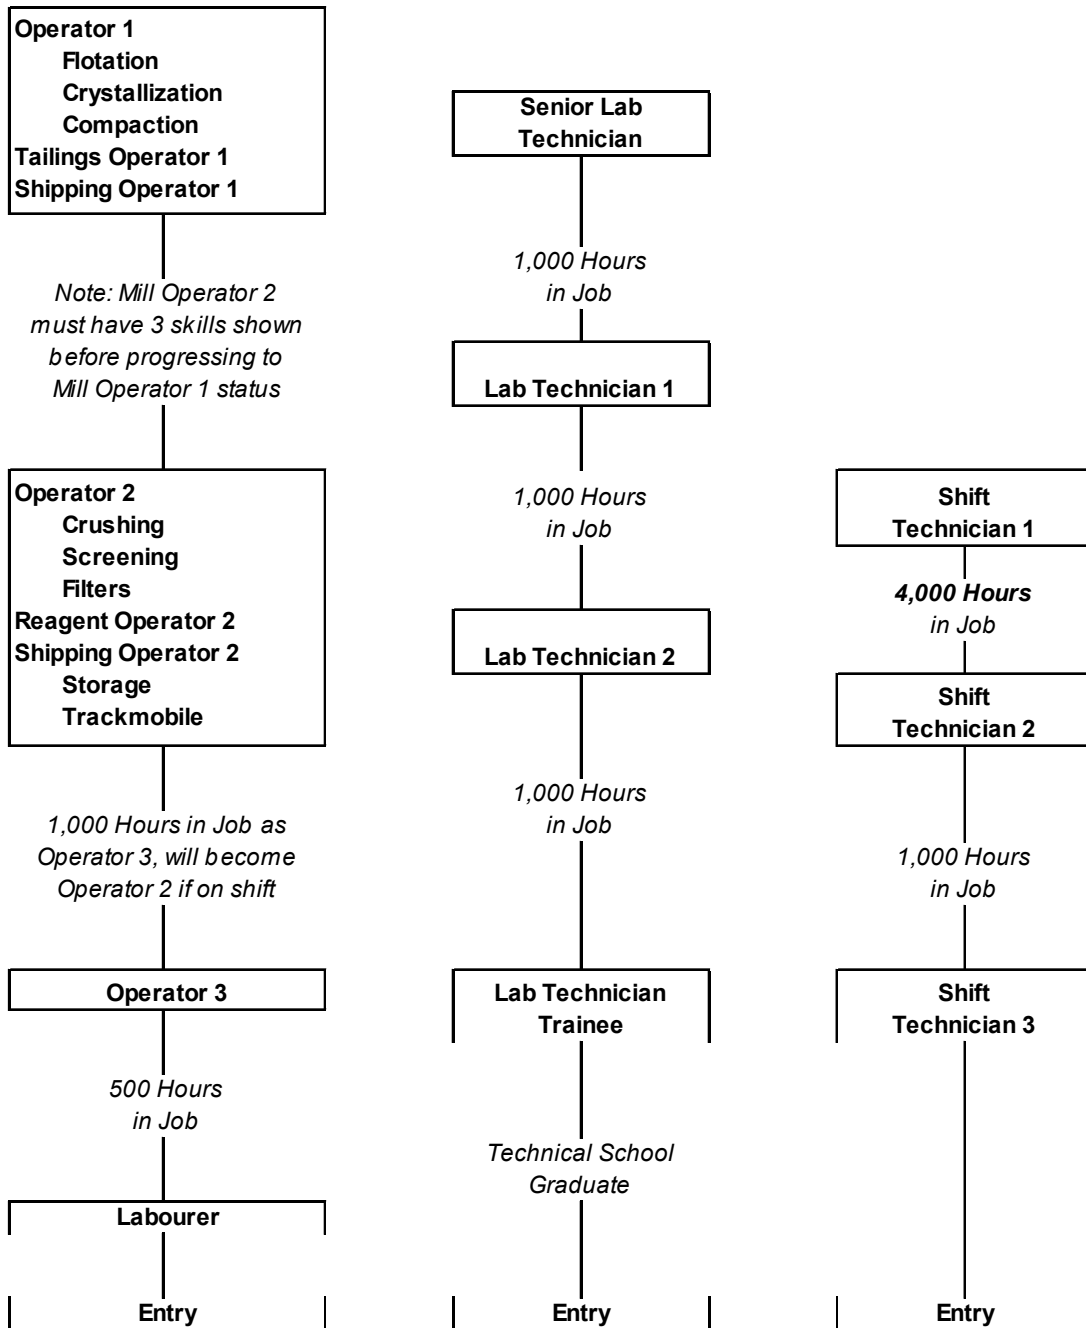 Operator 1
Flotation
Crystallization
Compaction
Tailings Operator 1
Shipping Operator 1
Note: Mill Operator 2
must have 3 skills shown
before progressing to
Mill Operator 1 status
Operator 2
Crushing
Screening
Filters
Reagent Operator 2
Shipping Operator 2
Storage
Trackmobile
1,000 Hours in Job as
Operator 3, will become
Operator 2 if on shift
Operator 3
500 Hours
in Job
Labourer
Entry
Senior Lab
Technician
1,000 Hours
in Job
Lab Technician 1
1,000 Hours
in Job
Lab Technician 2
1,000 Hours
in Job
Lab Technician
Trainee
Technical School
Graduate
Entry
Shift
Technician 1
4,000 Hours
in Job
Shift
Technician 2
1,000 Hours
in Job
Shift
Technician 3
Entry